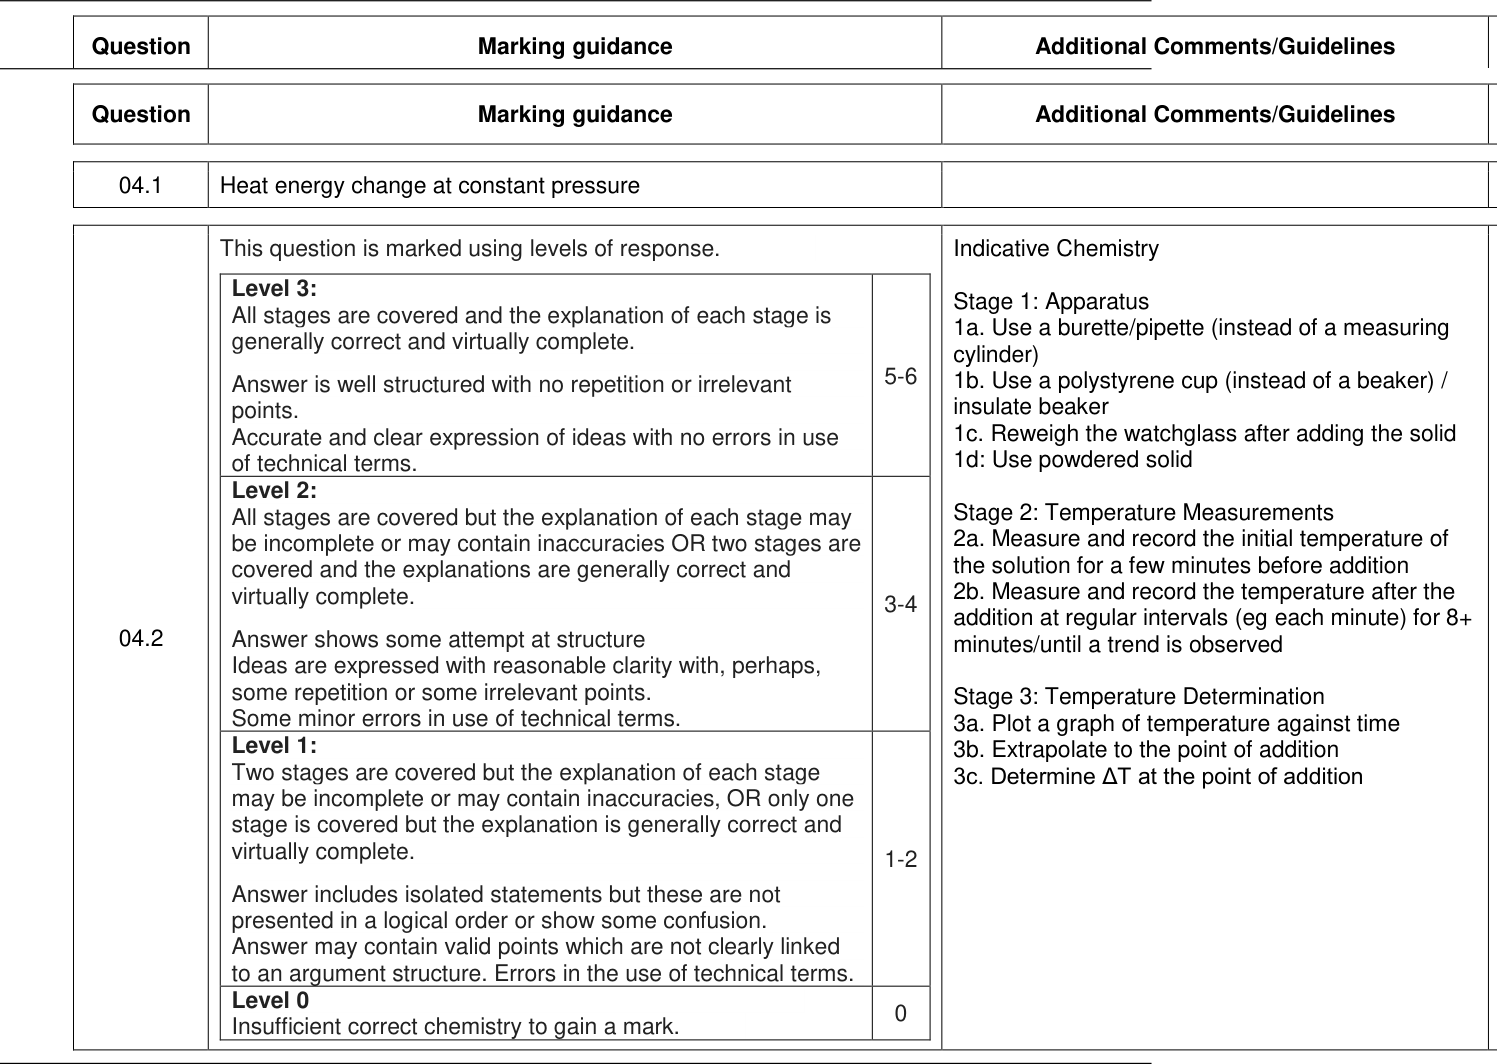 Question Marking guidance Additional Comments/Guidelines
Question Marking guidance Additional Comments/Guidelines
04.1 Heat energy change at constant pressure
04.2
This question is marked using levels of response.
Level 3:
All stages are covered and the explanation of each stage is
generally correct and virtually complete.
Answer is well structured with no repetition or irrelevant
points.
Accurate and clear expression of ideas with no errors in use
of technical terms.
5-6
Level 2:
All stages are covered but the explanation of each stage may
be incomplete or may contain inaccuracies OR two stages are
covered and the explanations are generally correct and
virtually complete.
Answer shows some attempt at structure
Ideas are expressed with reasonable clarity with, perhaps,
some repetition or some irrelevant points.
Some minor errors in use of technical terms.
3-4
Level 1:
Two stages are covered but the explanation of each stage
may be incomplete or may contain inaccuracies, OR only one
stage is covered but the explanation is generally correct and
virtually complete.
Answer includes isolated statements but these are not
presented in a logical order or show some confusion.
Answer may contain valid points which are not clearly linked
to an argument structure. Errors in the use of technical terms.
1-2
Level 0
Insufficient correct chemistry to gain a mark.
0
Indicative Chemistry
Stage 1: Apparatus
1a. Use a burette/pipette (instead of a measuring
cylinder)
1b. Use a polystyrene cup (instead of a beaker) /
insulate beaker
1c. Reweigh the watchglass after adding the solid
1d: Use powdered solid
Stage 2: Temperature Measurements
2a. Measure and record the initial temperature of
the solution for a few minutes before addition
2b. Measure and record the temperature after the
addition at regular intervals (eg each minute) for 8+
minutes/until a trend is observed
Stage 3: Temperature Determination
3a. Plot a graph of temperature against time
3b. Extrapolate to the point of addition
3c. Determine ΔT at the point of addition